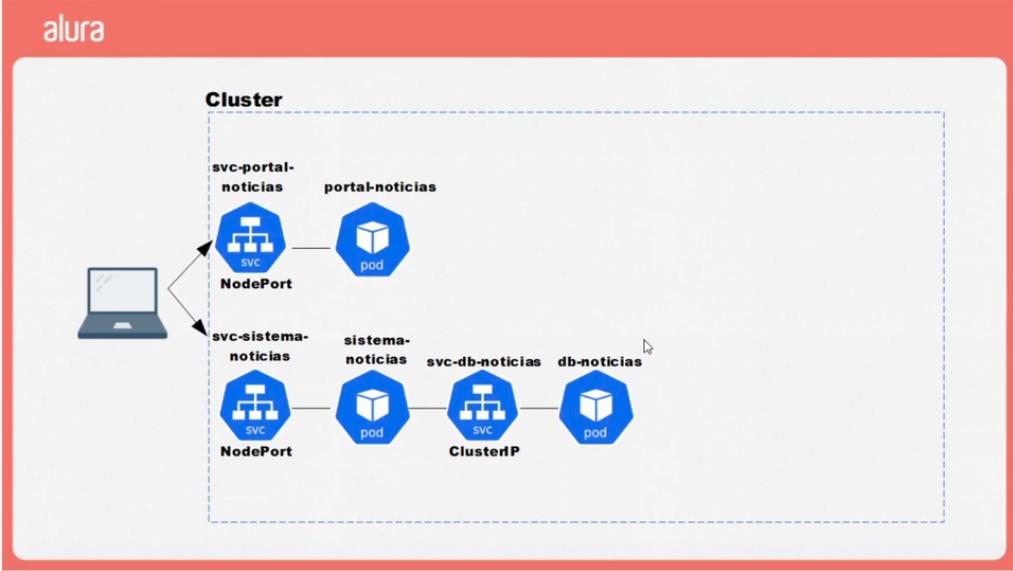 alura
Cluster
svc-portal-
noticias
portal-noticias
svc
pod
NodePort
svc-sistema-
noticias
sistema-
noticias
svc-db-noticias
db-noticias
svc
pod
svc
pod
NodePort
ClusterIP